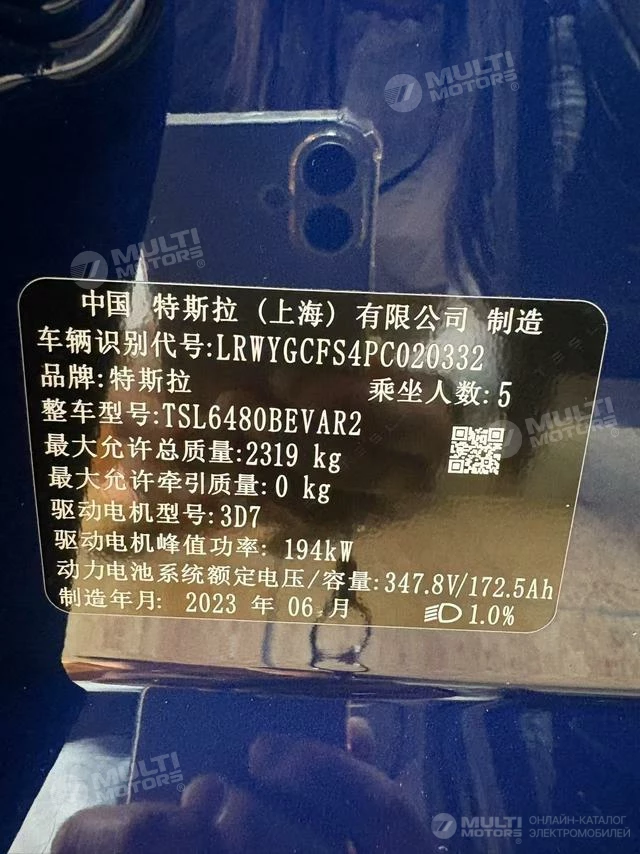 MULTI
MOTORS®
MULTI
MOTORS®
中国 特斯拉 (上海) 有限公司 制造
车辆识别代号:LRWYGCFS4PC020332
品牌:特斯拉
乘坐人数:5
整车型号:TSL6480BEVAR2
最大允许总质量:2319 kg
最大允许牵引质量:0 kg
驱动电机型号:3D7
驱动电机峰值功率: 194kW
动力电池系统额定电压/容量:347.8V/172.5Ah
制造年月: 2023 年 06 月
1.0%
TESLA
MULTI
MOTORS®
MULTI
MOTORS®
ОНЛАЙН-КАТАЛОГ
ЭЛЕКТРОМОБИЛЕЙ